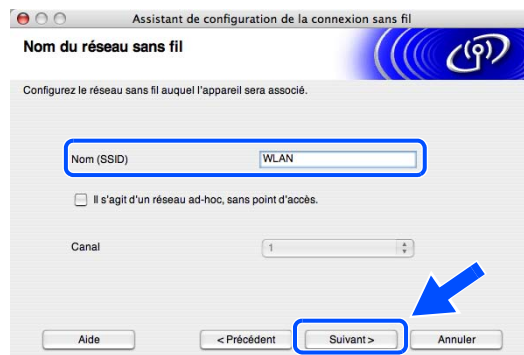 Assistant de configuration de la connexion sans fil
Nom du réseau sans fil
Configurez le réseau sans fil auquel l'appareil sera associé.
Nom (SSID) WLAN
Il s'agit d'un réseau ad-hoc, sans point d'accès.
Canal 1
Aide < Précédent Suivant > Annuler